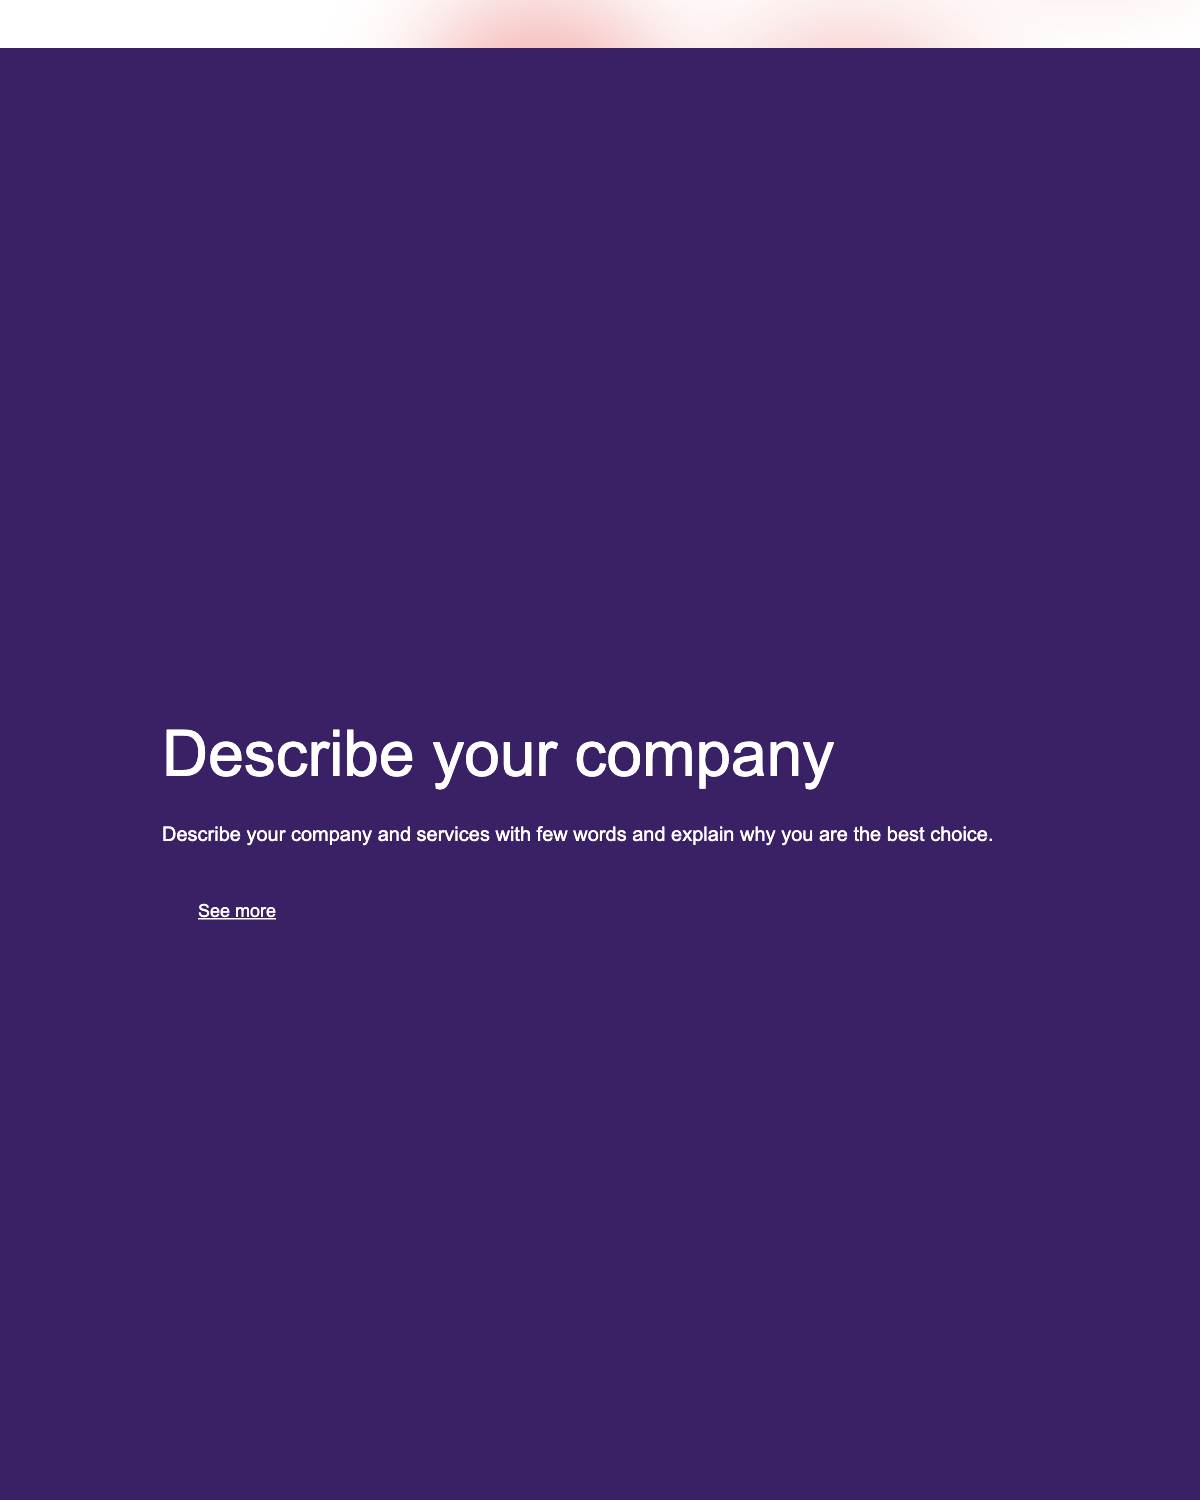 Describe your company
Describe your company and services with few words and explain why you are the best choice.
See more